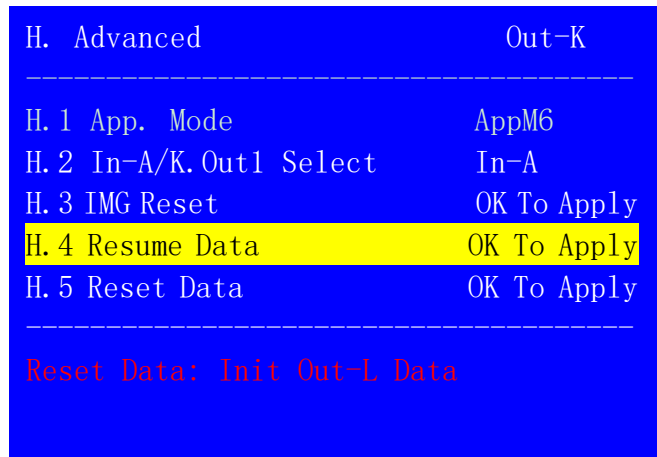 H. Advanced Out-K
H.1 App. Mode AppM6
H.2 In-A/K.Out1 Select In-A
H.3 IMG Reset OK To Apply
H.4 Resume Data OK To Apply
H.5 Reset Data OK To Apply
Reset Data: Init Out-L Data